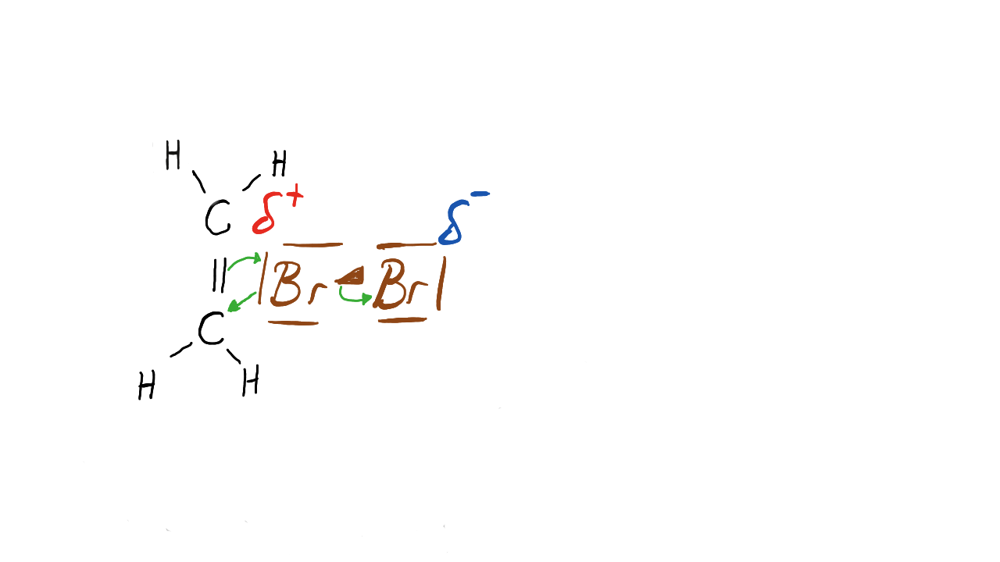 H H
C δ+ δ-
|Br Br|
C
H H